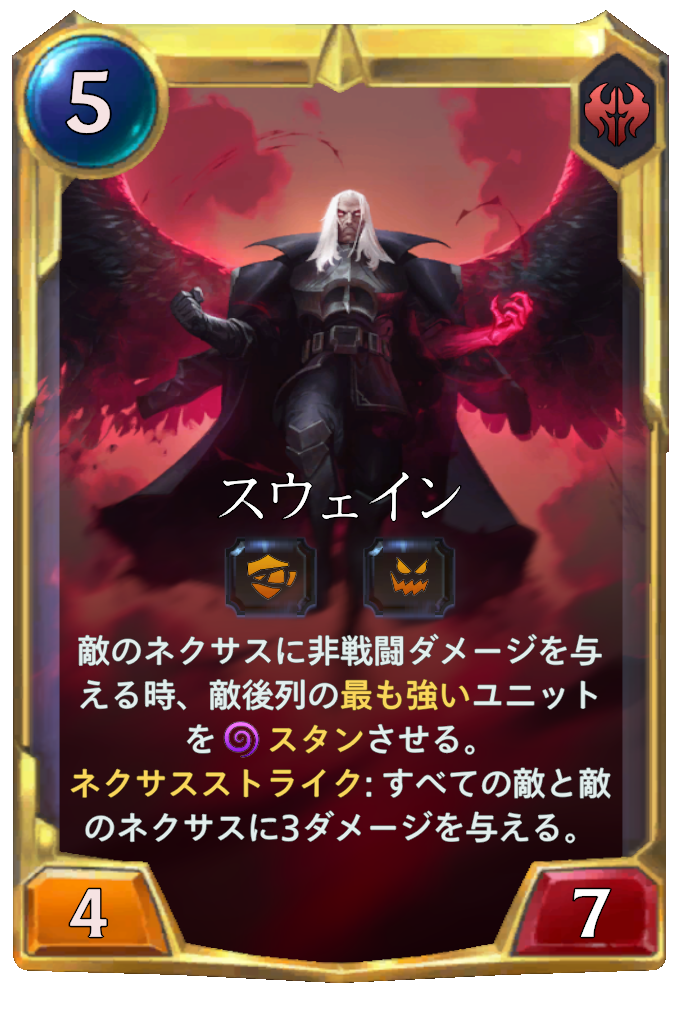 5
スウェイン
敵のネクサスに非戦闘ダメージを与
える時、敵後列の最も強いユニット
をスタンさせる。
ネクサスストライク: すべての敵と敵
のネクサスに3ダメージを与える。
4
7